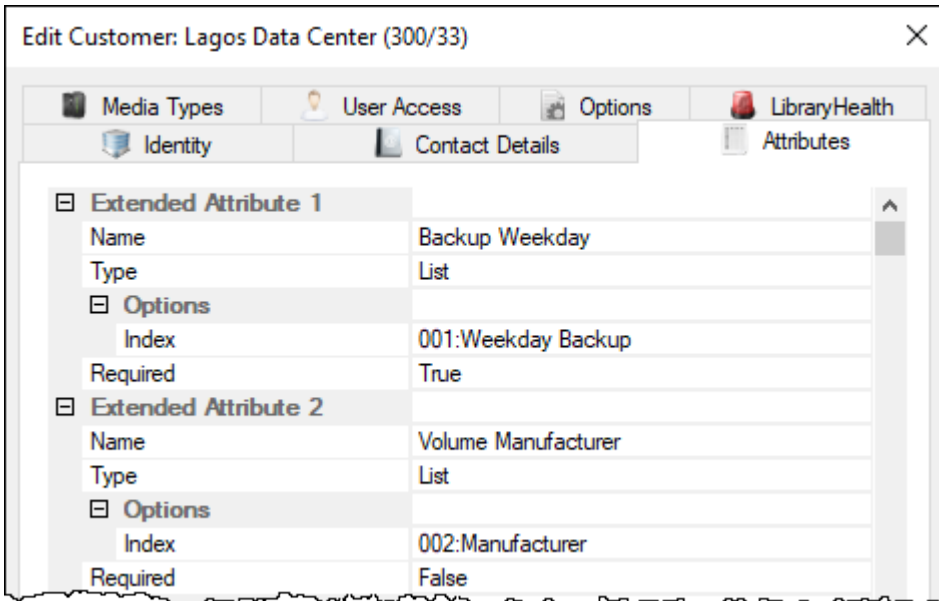 Edit Customer: Lagos Data Center (300/33)
Media Types User Access Options LibraryHealth
Identity Contact Details Attributes
Extended Attribute 1
Name Backup Weekday
Type List
Options
Index 001:Weekday Backup
Required True
Extended Attribute 2
Name Volume Manufacturer
Type List
Options
Index 002:Manufacturer
Required False